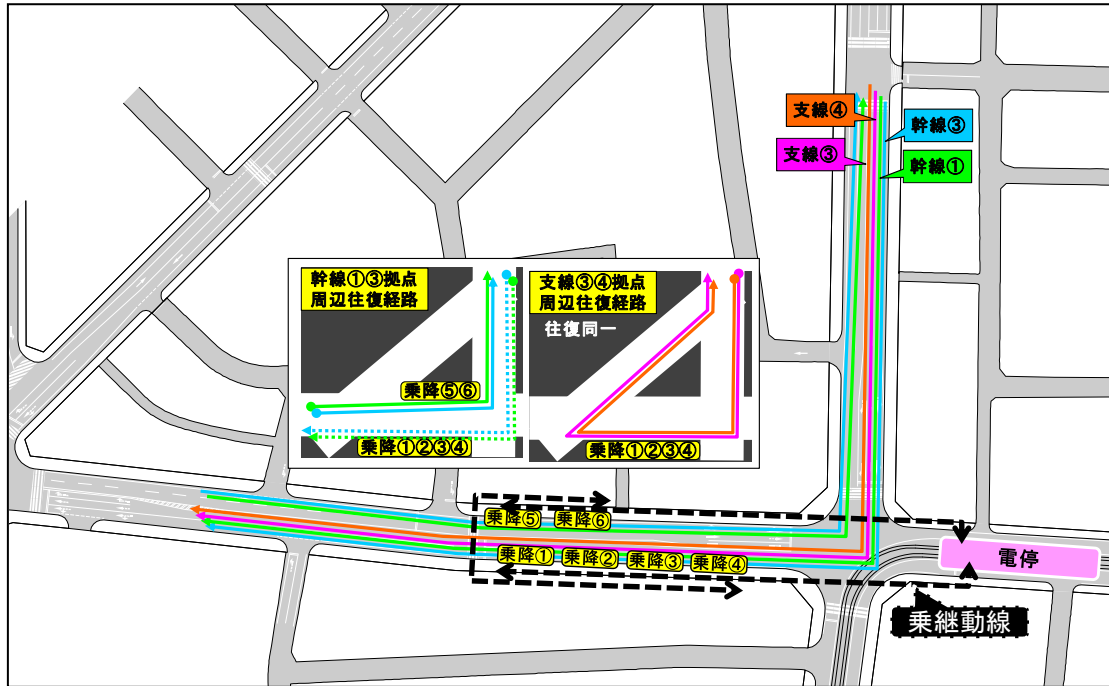 支線④
幹線③
支線③
幹線①
幹線①③拠点
周辺往復経路
乗降⑤⑥
乗降①②③④
支線③④拠点
周辺往復経路
往復同一
乗降①②③④
乗降⑤
乗降⑥
乗降①
乗降②
乗降③
乗降④
電停
乗継動線